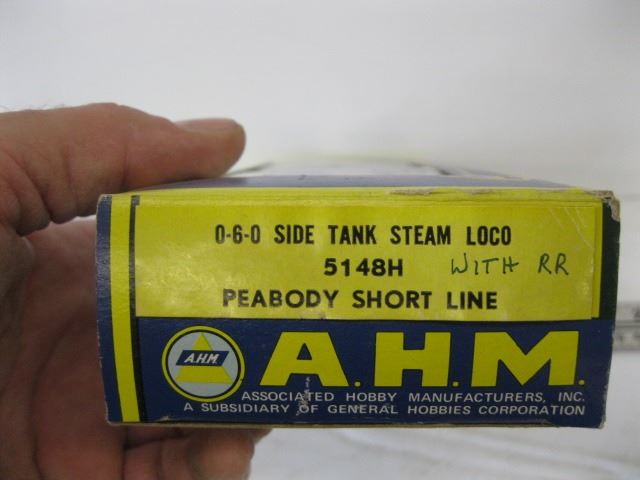 0-6-0 SIDE TANK STEAM LOCO
5148H WITH RR
PEABODY SHORT LINE
A.H.M. A.H.M.
ASSOCIATED HOBBY MANUFACTURERS, INC.
A SUBSIDIARY OF GENERAL HOBBIES CORPORATION